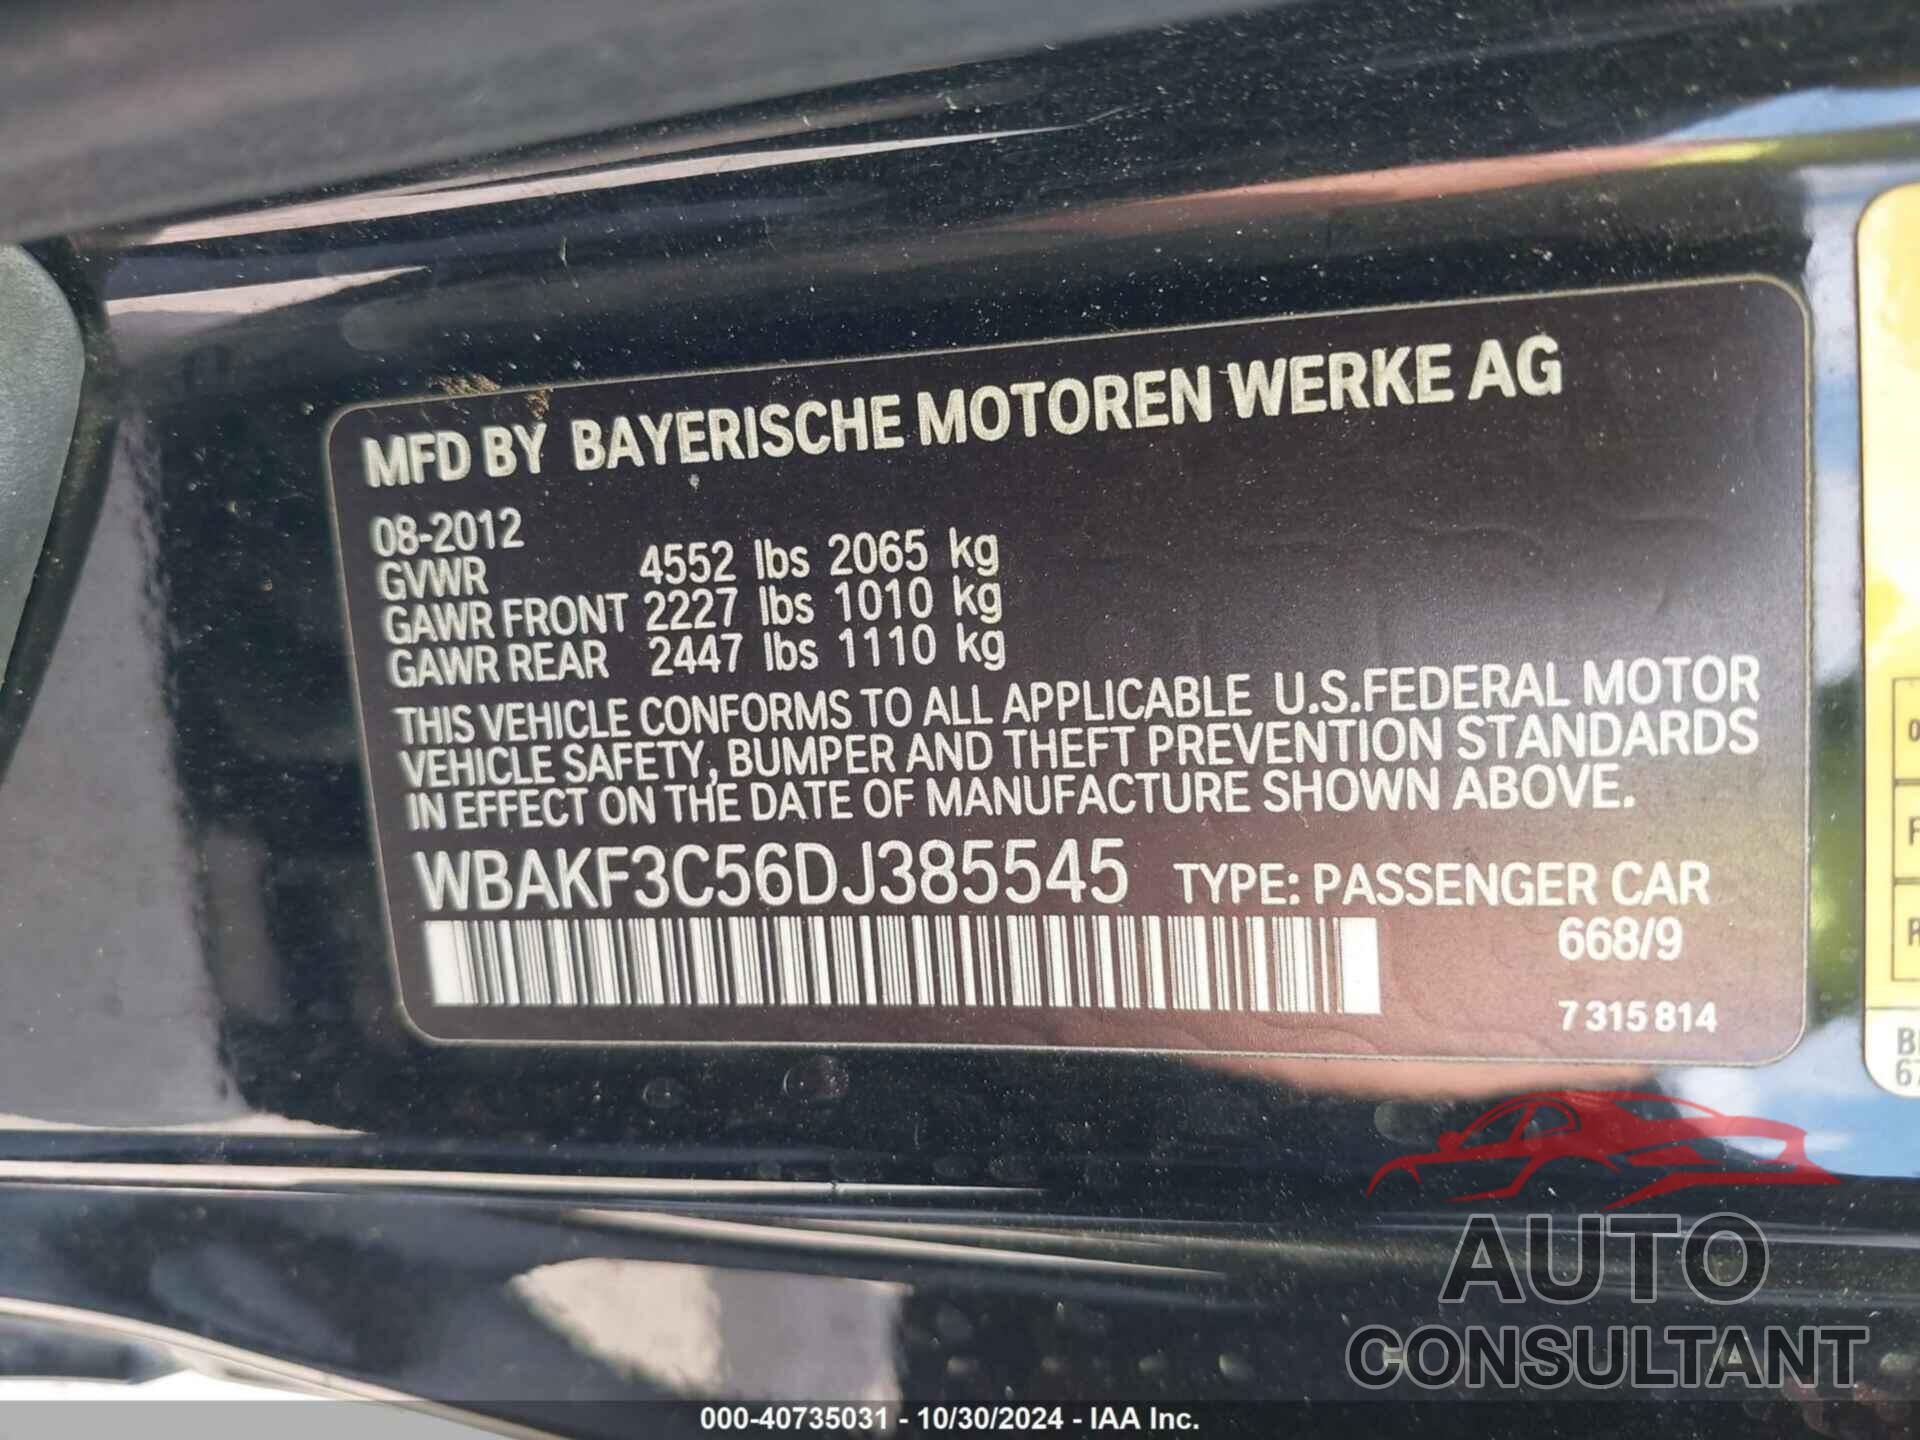 MFD BY BAYERISCHE MOTOREN WERKE AG
08-2012
GVWR 4552 lbs 2065 kg
GAWR FRONT 2227 lbs 1010 kg
GAWR REAR 2447 lbs 1110 kg
THIS VEHICLE CONFORMS TO ALL APPLICABLE U.S.FEDERAL MOTOR
VEHICLE SAFETY, BUMPER AND THEFT PREVENTION STANDARDS
IN EFFECT ON THE DATE OF MANUFACTURE SHOWN ABOVE.
WBAKF3C56DJ385545 TYPE: PASSENGER CAR
668/9
7 315 814
AUTO
CONSULTANT
000-40735031 - 10/30/2024 - IAA Inc.